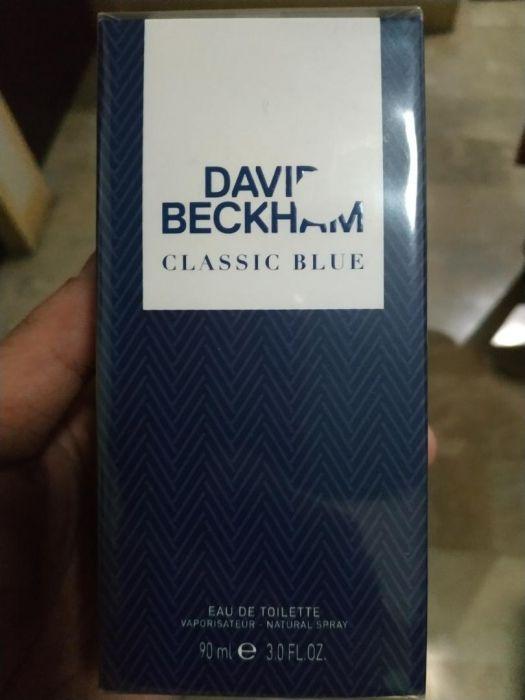 DAVID
BECKHAM
CLASSIC BLUE
EAU DE TOILETTE
VAPORISATEUR - NATURAL SPRAY
90 ml e 3.0 FL.OZ.